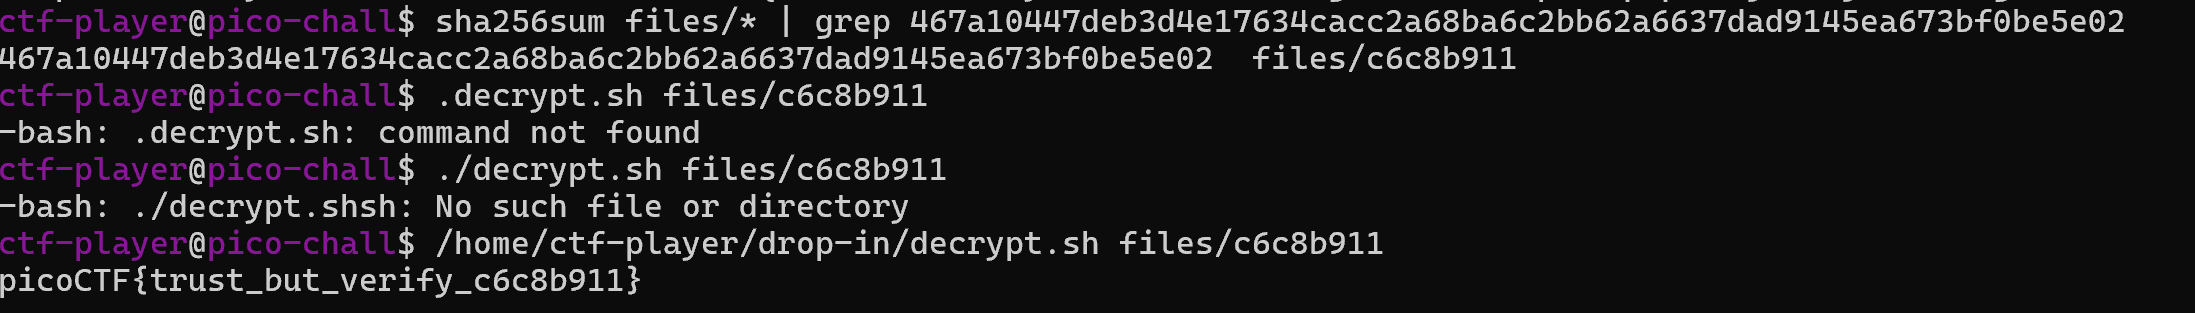 ctf-player@pico-chall$ sha256sum files/* | grep 467a10447deb3d4e17634cacc2a68ba6c2bb62a6637dad9145ea673bf0be5e02
467a10447deb3d4e17634cacc2a68ba6c2bb62a6637dad9145ea673bf0be5e02  files/c6c8b911
ctf-player@pico-chall$ .decrypt.sh files/c6c8b911
-bash: .decrypt.sh: command not found
ctf-player@pico-chall$ ./decrypt.sh files/c6c8b911
-bash: ./decrypt.shsh: No such file or directory
ctf-player@pico-chall$ /home/ctf-player/drop-in/decrypt.sh files/c6c8b911
picoCTF{trust_but_verify_c6c8b911}